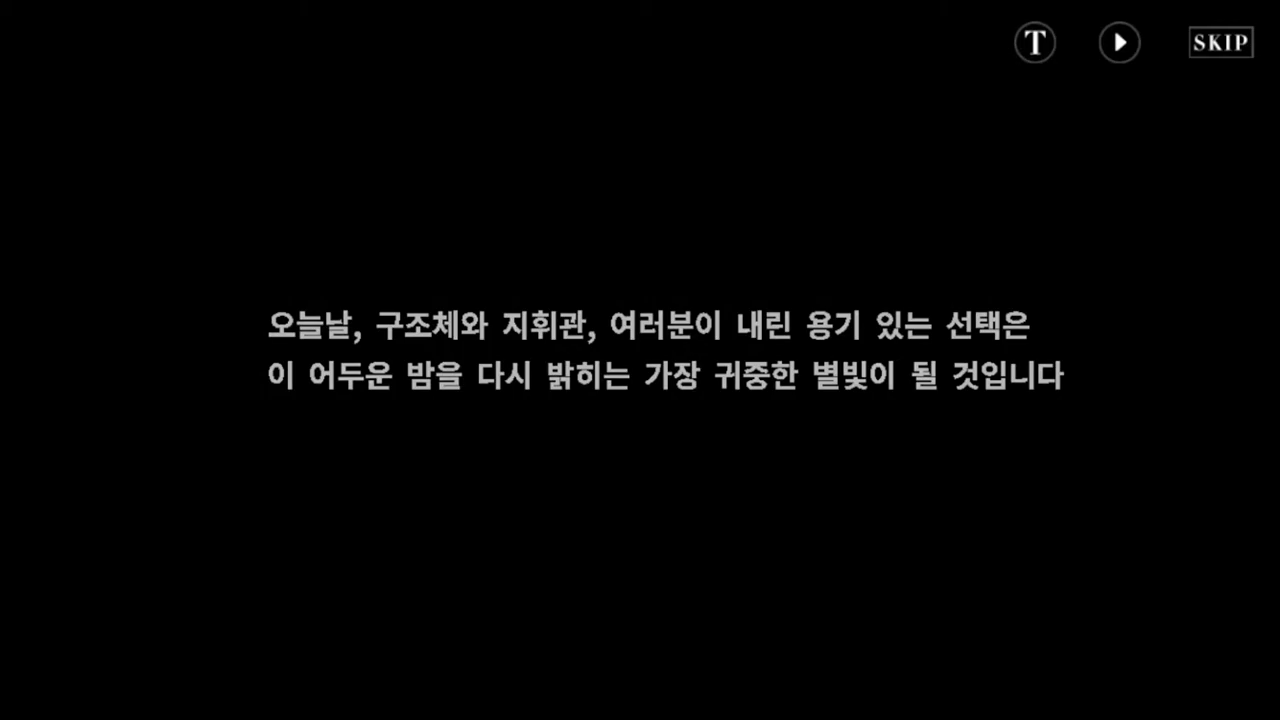 T
SKIP
오늘날, 구조체와 지휘관, 여러분이 내린 용기 있는 선택은
이 어두운 밤을 다시 밝히는 가장 귀중한 별빛이 될 것입니다